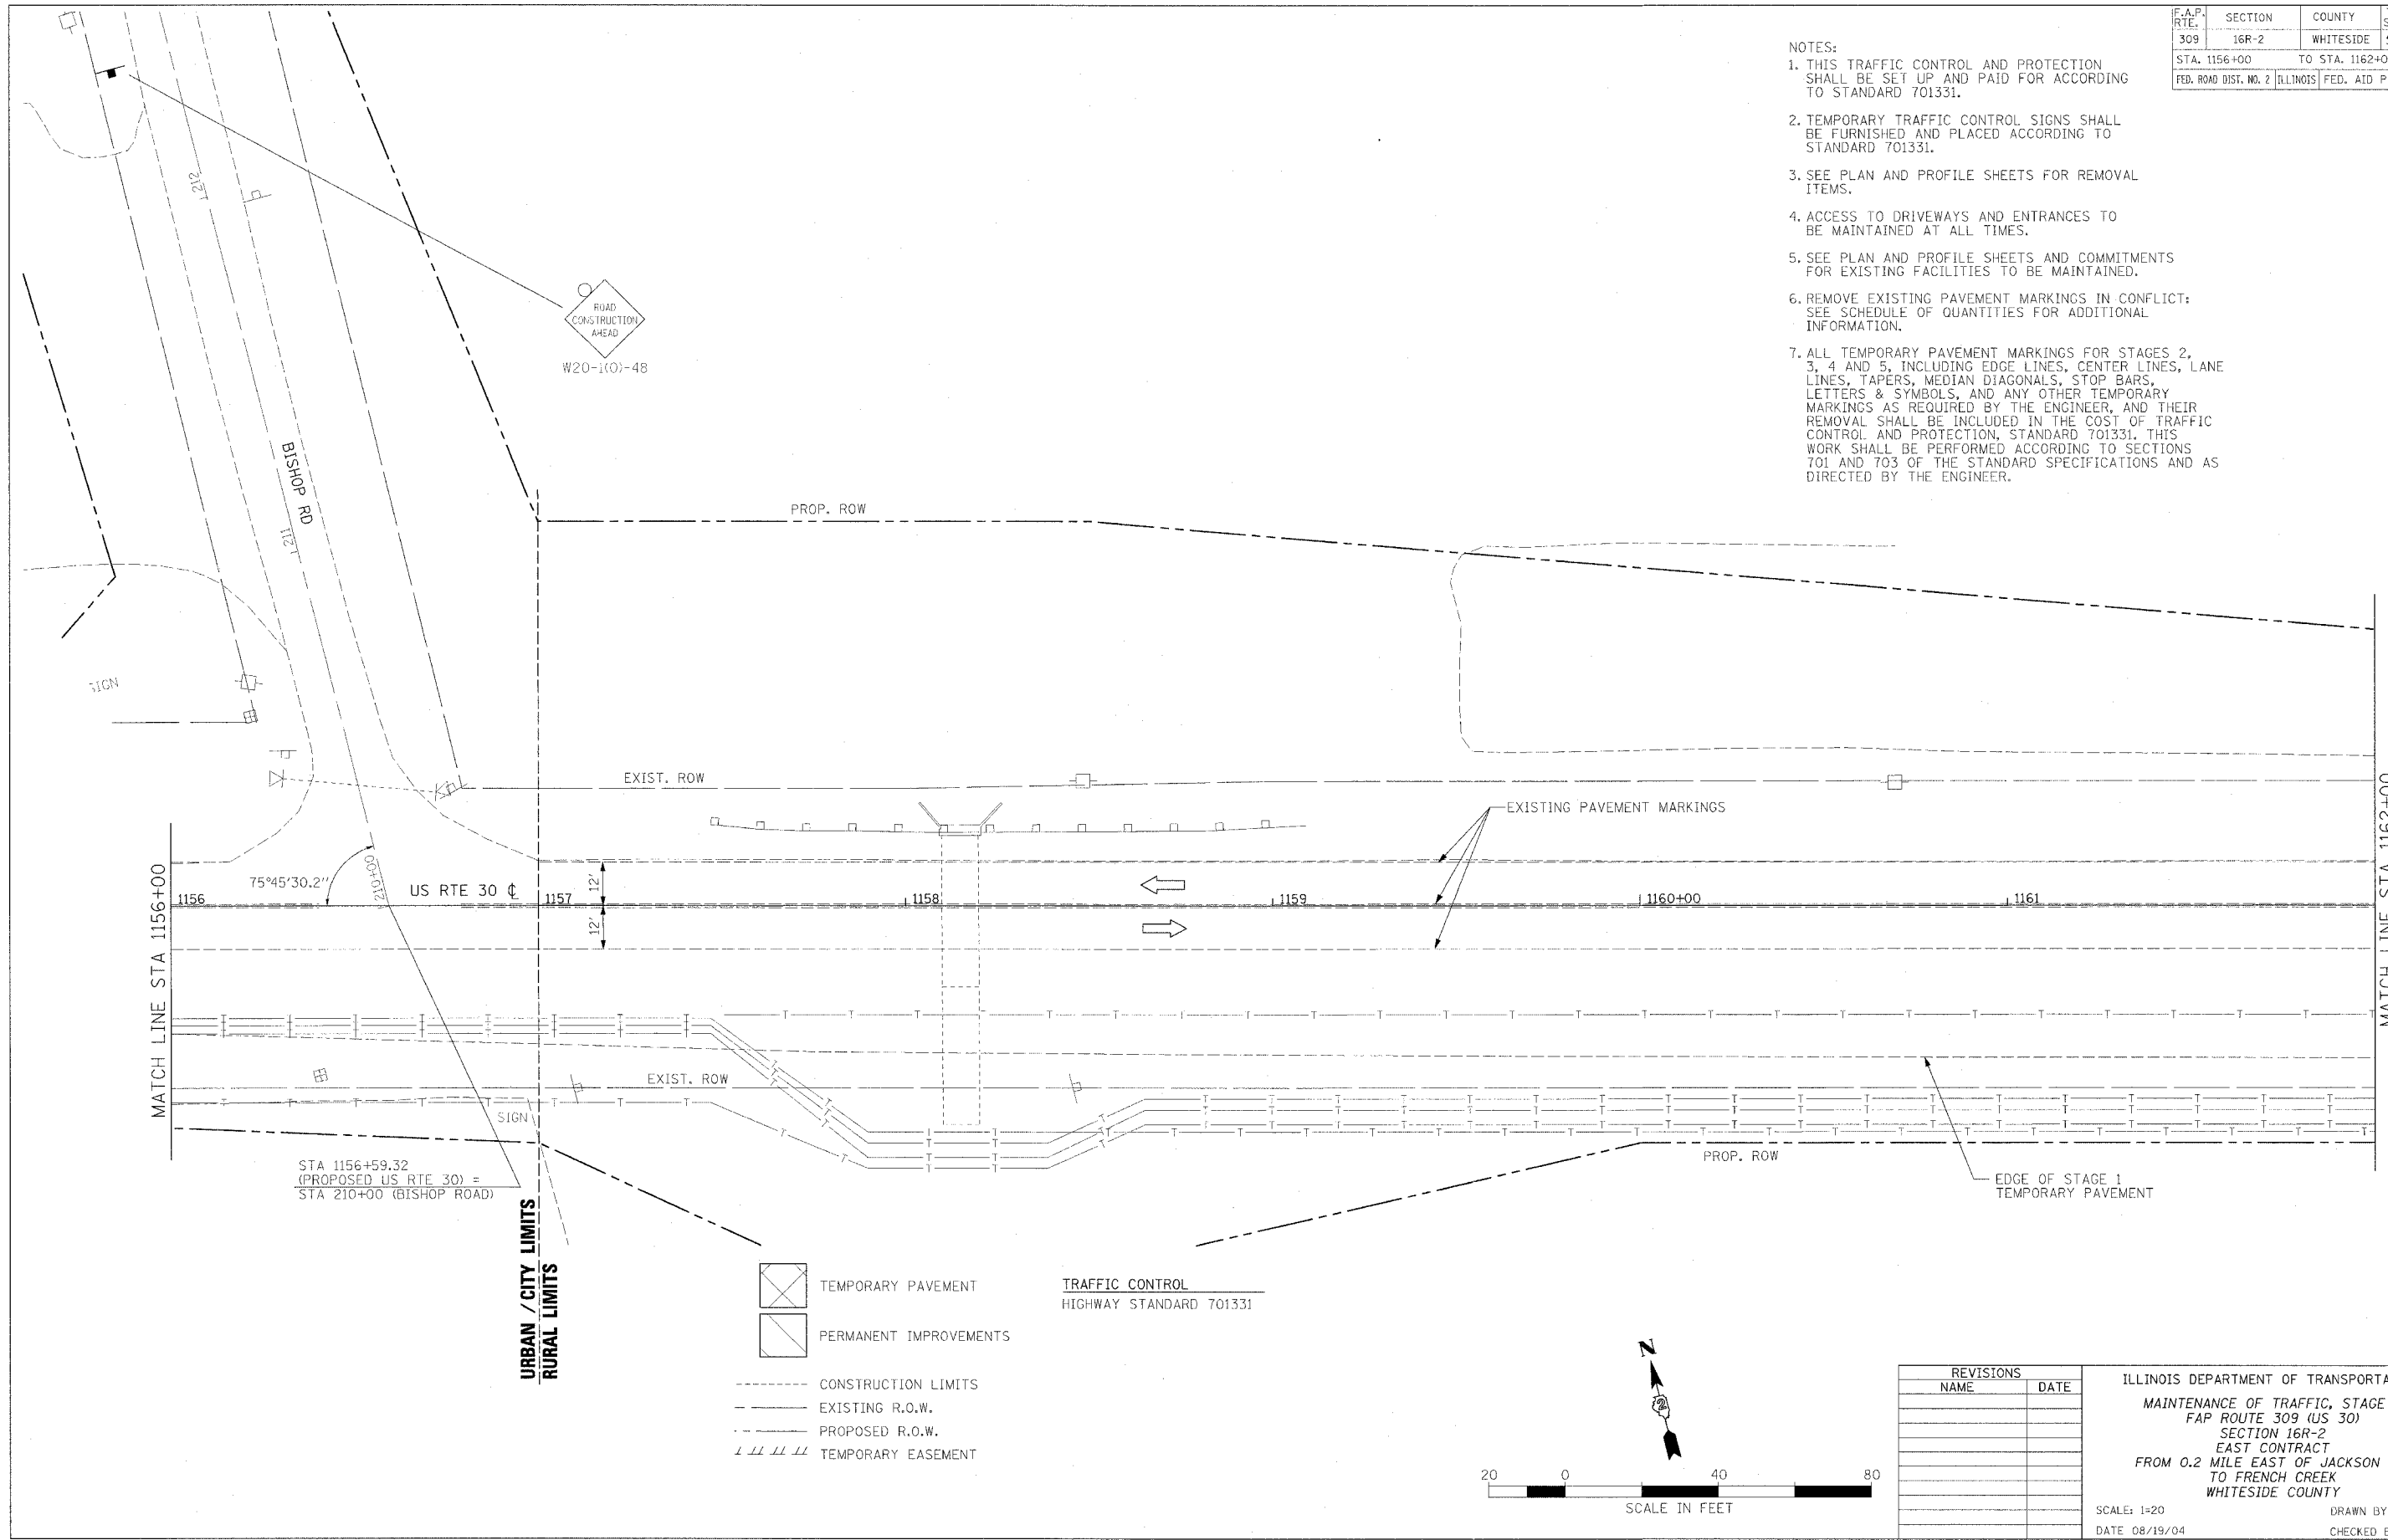 F.A.P. RTE. SECTION COUNTY
309 16R-2 WHITESIDE
STA. 1156+00 TO STA. 1162+0
FED. ROAD DIST. NO. 2 ILLINOIS FED. AID P
NOTES:
1. THIS TRAFFIC CONTROL AND PROTECTION
SHALL BE SET UP AND PAID FOR ACCORDING
TO STANDARD 701331.
2. TEMPORARY TRAFFIC CONTROL SIGNS SHALL
BE FURNISHED AND PLACED ACCORDING TO
STANDARD 701331.
3. SEE PLAN AND PROFILE SHEETS FOR REMOVAL
ITEMS.
4. ACCESS TO DRIVEWAYS AND ENTRANCES TO
BE MAINTAINED AT ALL TIMES.
5. SEE PLAN AND PROFILE SHEETS AND COMMITMENTS
FOR EXISTING FACILITIES TO BE MAINTAINED.
6. REMOVE EXISTING PAVEMENT MARKINGS IN CONFLICT:
SEE SCHEDULE OF QUANTITIES FOR ADDITIONAL
INFORMATION.
7. ALL TEMPORARY PAVEMENT MARKINGS FOR STAGES 2,
3, 4 AND 5, INCLUDING EDGE LINES, CENTER LINES, LANE
LINES, TAPERS, MEDIAN DIAGONALS, STOP BARS,
LETTERS & SYMBOLS, AND ANY OTHER TEMPORARY
MARKINGS AS REQUIRED BY THE ENGINEER, AND THEIR
REMOVAL SHALL BE INCLUDED IN THE COST OF TRAFFIC
CONTROL AND PROTECTION, STANDARD 701331. THIS
WORK SHALL BE PERFORMED ACCORDING TO SECTIONS
701 AND 703 OF THE STANDARD SPECIFICATIONS AND AS
DIRECTED BY THE ENGINEER.
212
ROAD
CONSTRUCTION
AHEAD
W20-1(O)-48
BISHOP RD
211
PROP. ROW
SIGN
EXIST. ROW
EXISTING PAVEMENT MARKINGS
MATCH LINE STA 1156+00
MATCH LINE STA 1162+00
75°45'30.2"
210+00
US RTE 30 ℄
12'
12'
1156
1157
1158
1159
1160+00
1161
EXIST. ROW
SIGN
PROP. ROW
STA 1156+59.32
(PROPOSED US RTE 30) =
STA 210+00 (BISHOP ROAD)
EDGE OF STAGE 1
TEMPORARY PAVEMENT
URBAN / CITY LIMITS
RURAL LIMITS
TEMPORARY PAVEMENT
PERMANENT IMPROVEMENTS
CONSTRUCTION LIMITS
EXISTING R.O.W.
PROPOSED R.O.W.
TEMPORARY EASEMENT
TRAFFIC CONTROL
HIGHWAY STANDARD 701331
N
2
20 0 40 80
SCALE IN FEET
REVISIONS
NAME DATE
ILLINOIS DEPARTMENT OF TRANSPORTA
MAINTENANCE OF TRAFFIC, STAGE
FAP ROUTE 309 (US 30)
SECTION 16R-2
EAST CONTRACT
FROM 0.2 MILE EAST OF JACKSON
TO FRENCH CREEK
WHITESIDE COUNTY
SCALE: 1=20 DRAWN BY
DATE 08/19/04 CHECKED B